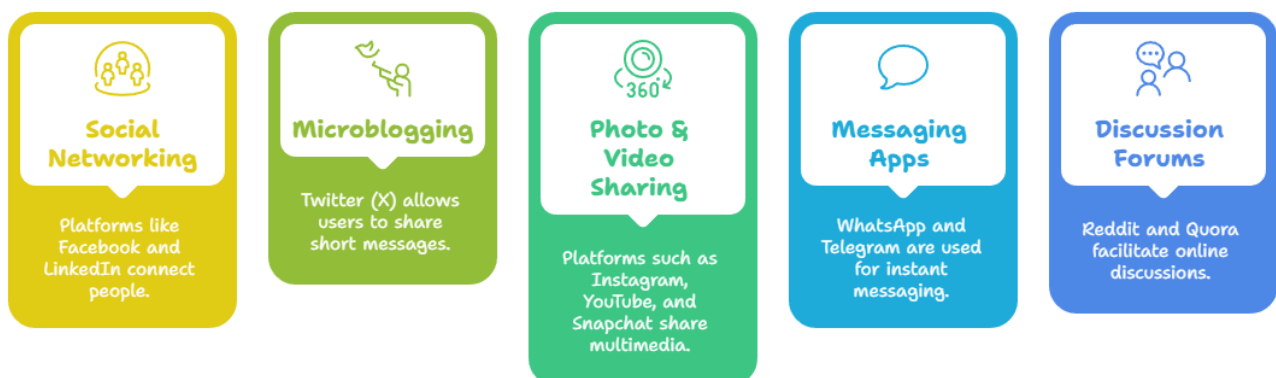 Social
Networking
Platforms like
Facebook and
LinkedIn connect
people.
Microblogging
Twitter (X) allows
users to share
short messages.
360°
Photo &
Video
Sharing
Platforms such as
Instagram,
YouTube, and
Snapchat share
multimedia.
Messaging
Apps
WhatsApp and
Telegram are used
for instant
messaging.
Discussion
Forums
Reddit and Quora
facilitate online
discussions.